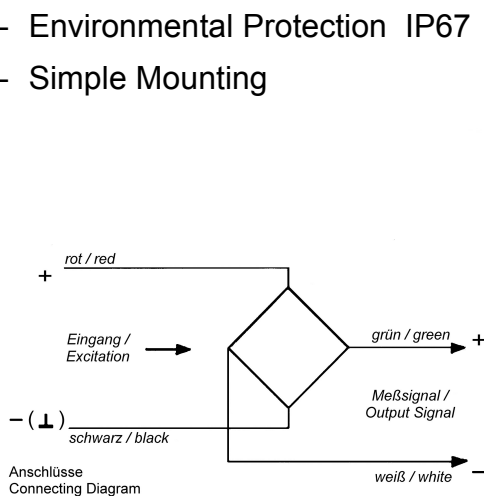 - Environmental Protection IP67
- Simple Mounting
rot / red
+
grün / green
+
Eingang /
Excitation
Meßsignal /
Output Signal
– (⊥)
schwarz / black
weiß / white
–
Anschlüsse
Connecting Diagram